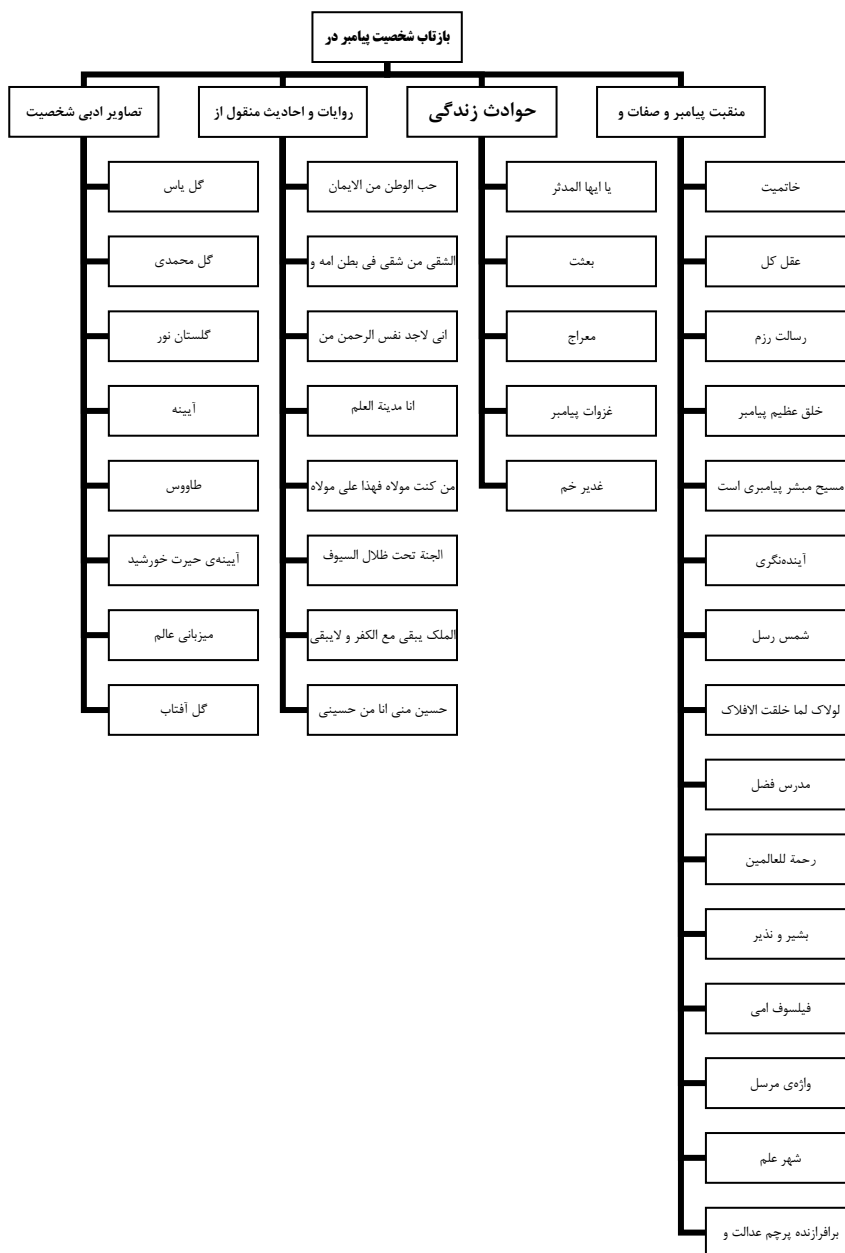 بازتاب شخصیت پیامبر در
منقبت پیامبر و صفات و
خاتمیت
عقل کل
رسالت رزم
خلق عظیم پیامبر
مسیح مبشر پیامبری است
آینده‌نگری
شمس رسل
لولاک لما خلقت الافلاک
مدرس فضل
رحمة للعالمین
بشیر و نذیر
فیلسوف امی
واژه‌ی مرسل
شهر علم
برافرازنده پرچم عدالت و
حوادث زندگی
یا ایها المدثر
بعثت
معراج
غزوات پیامبر
غدیر خم
روایات و احادیث منقول از
حب الوطن من الایمان
الشقی من شقی فی بطن امه و
انی لاجد نفس الرحمن من
انا مدینة العلم
من کنت مولاه فهذا علی مولاه
الجنة تحت ظلال السیوف
الملک یبقی مع الکفر و لایبقی
حسین منی انا من حسینی
تصاویر ادبی شخصیت
گل یاس
گل محمدی
گلستان نور
آیینه
طاووس
آیینه‌ی حیرت خورشید
میزبانی عالم
گل آفتاب